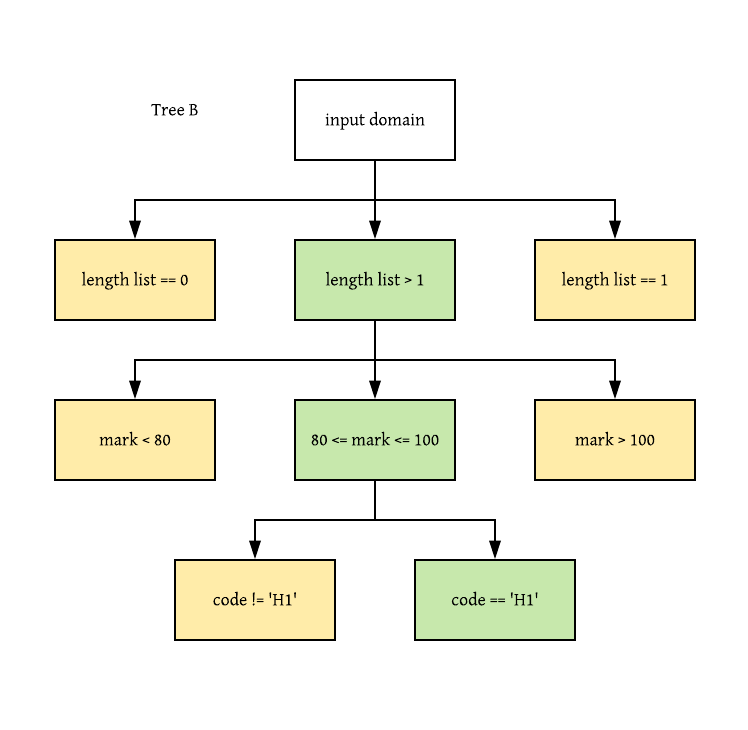 Tree B
input domain
length list == 0
length list > 1
length list == 1
mark < 80
80 <= mark <= 100
mark > 100
code != 'H1'
code == 'H1'